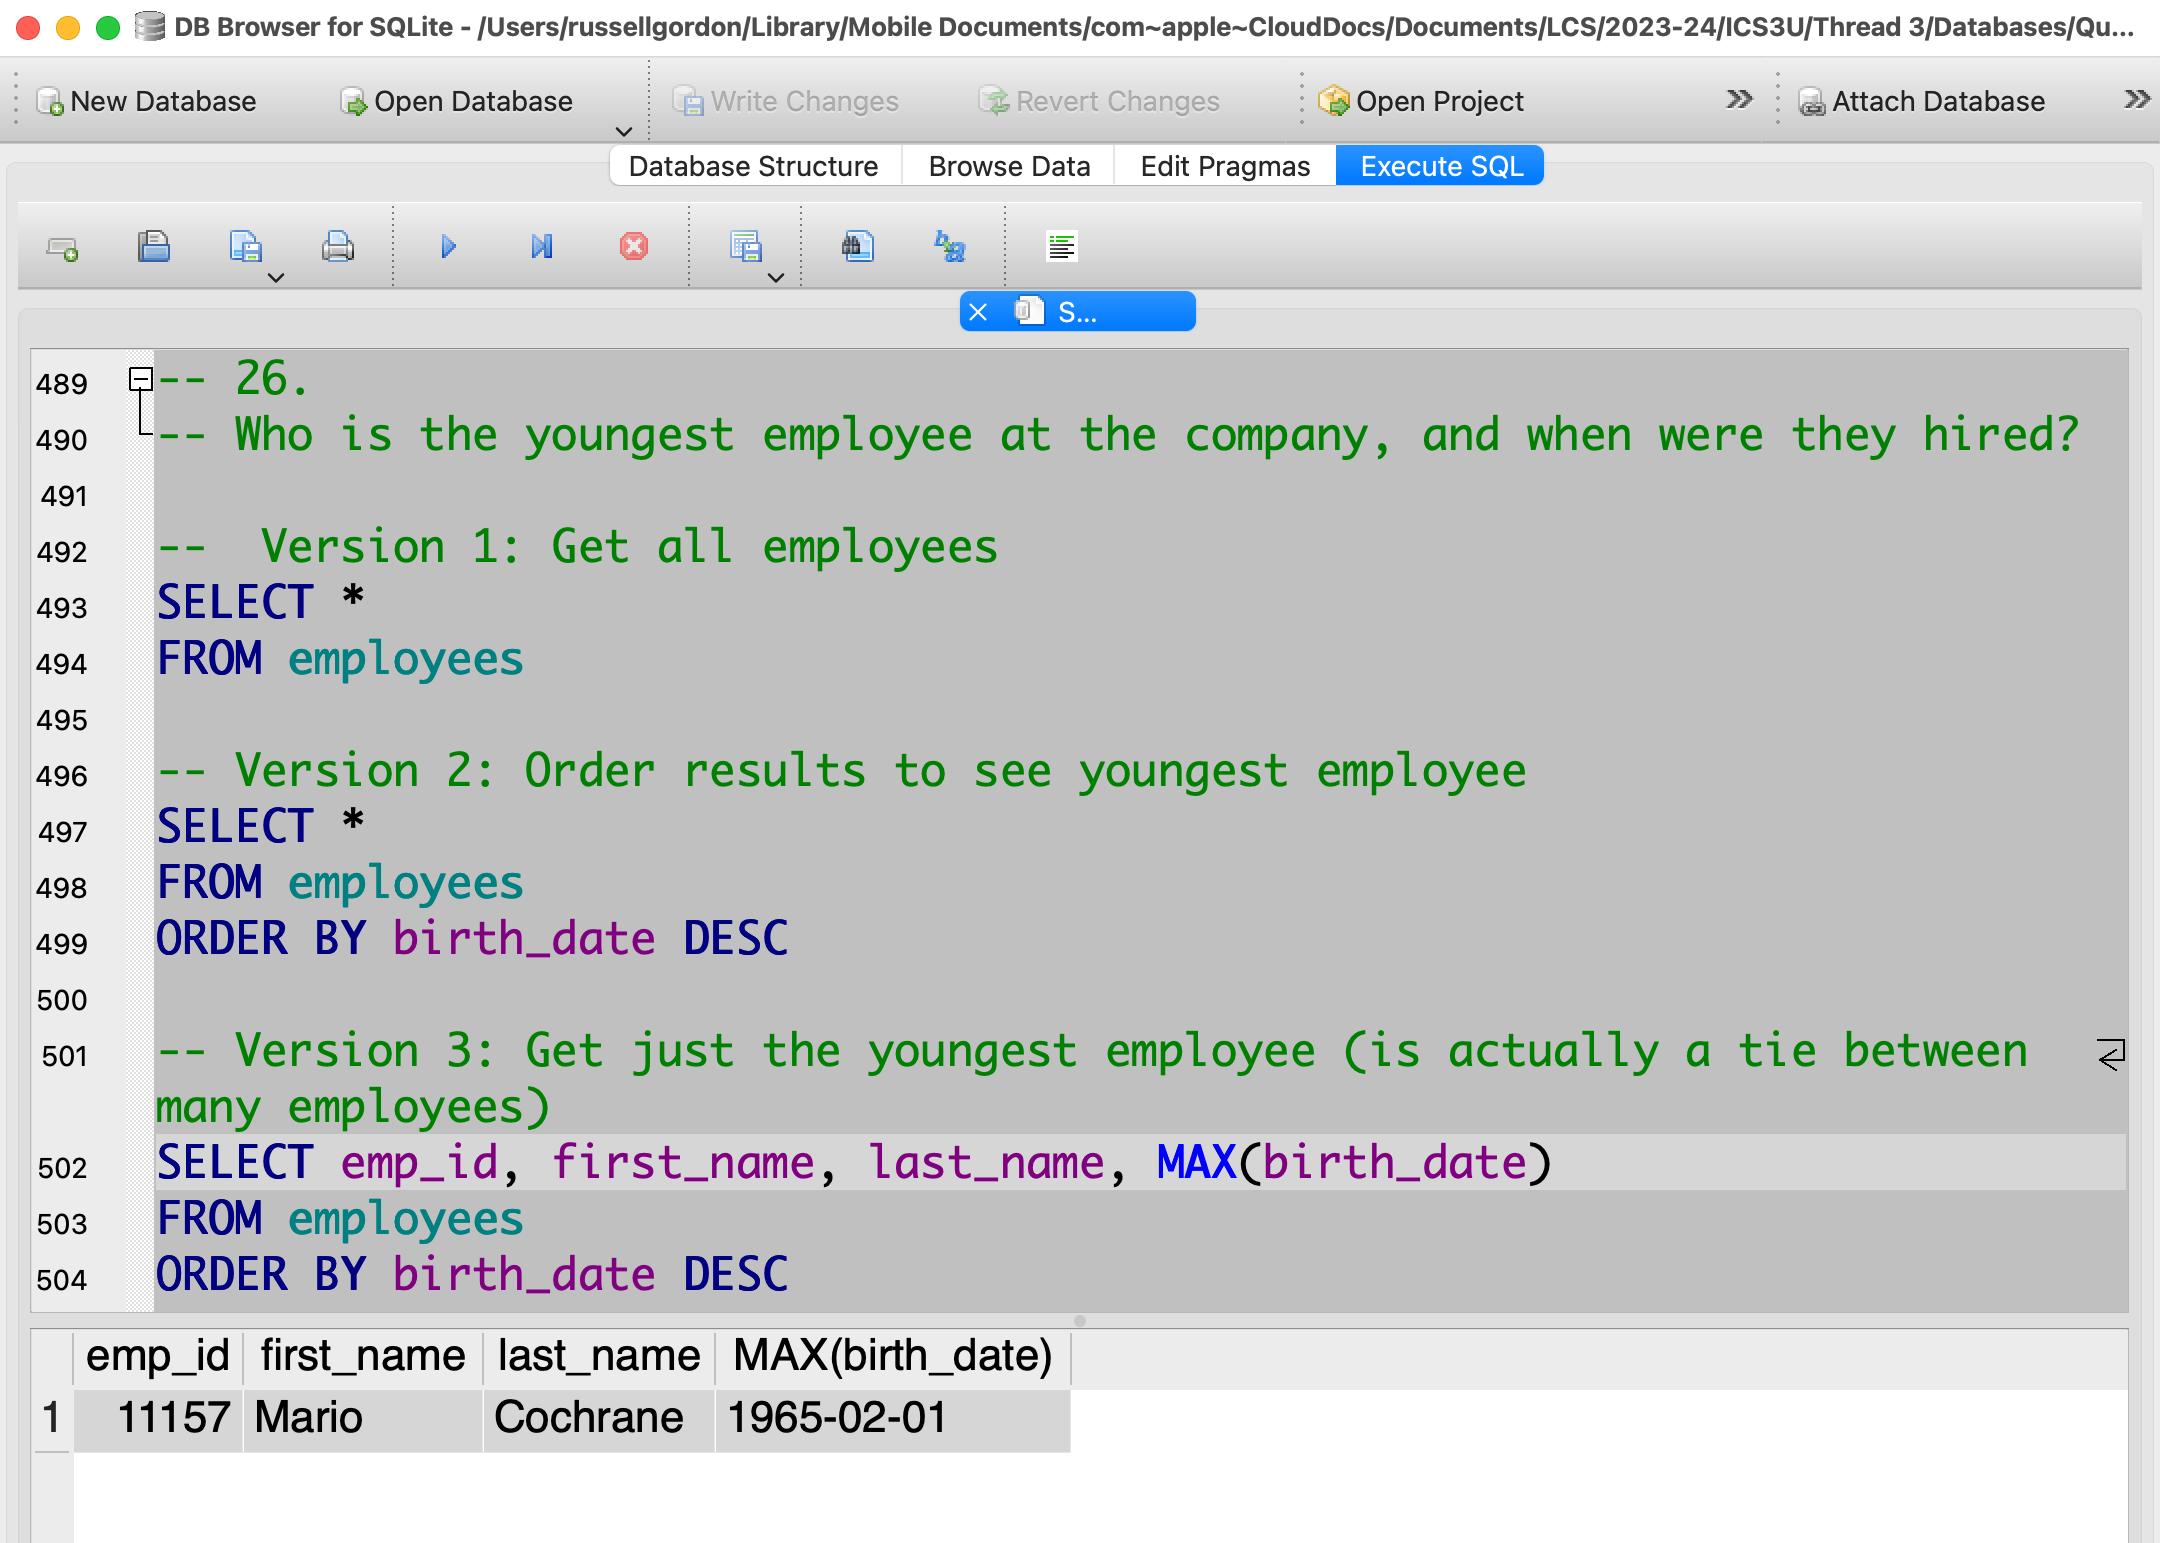 DB Browser for SQLite - /Users/russellgordon/Library/Mobile Documents/com~apple~CloudDocs/Documents/LCS/2023-24/ICS3U/Thread 3/Databases/Qu...
New Database Open Database Write Changes Revert Changes Open Project Attach Database
Database Structure Browse Data Edit Pragmas Execute SQL
S...
489 -- 26.
490 -- Who is the youngest employee at the company, and when were they hired?
491
492 --  Version 1: Get all employees
493 SELECT *
494 FROM employees
495
496 -- Version 2: Order results to see youngest employee
497 SELECT *
498 FROM employees
499 ORDER BY birth_date DESC
500
501 -- Version 3: Get just the youngest employee (is actually a tie between
many employees)
502 SELECT emp_id, first_name, last_name, MAX(birth_date)
503 FROM employees
504 ORDER BY birth_date DESC
emp_id first_name last_name MAX(birth_date)
1 11157 Mario Cochrane 1965-02-01